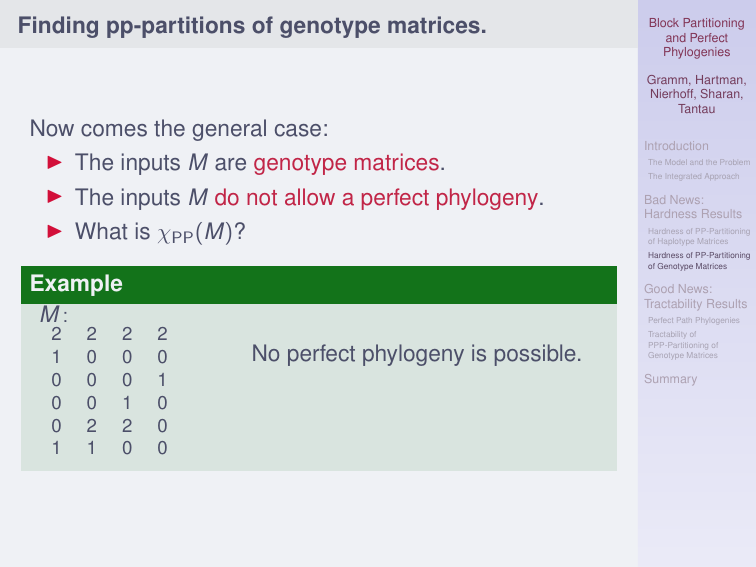 Finding pp-partitions of genotype matrices.
Now comes the general case:
▶ The inputs M are genotype matrices.
▶ The inputs M do not allow a perfect phylogeny.
▶ What is χPP(M)?
Example
M:
2 2 2 2
1 0 0 0
0 0 0 1
0 0 1 0
0 2 2 0
1 1 0 0
No perfect phylogeny is possible.
Block Partitioning
and Perfect
Phylogenies
Gramm, Hartman,
Nierhoff, Sharan,
Tantau
Introduction
The Model and the Problem
The Integrated Approach
Bad News:
Hardness Results
Hardness of PP-Partitioning
of Haplotype Matrices
Hardness of PP-Partitioning
of Genotype Matrices
Good News:
Tractability Results
Perfect Path Phylogenies
Tractability of
PPP-Partitioning of
Genotype Matrices
Summary